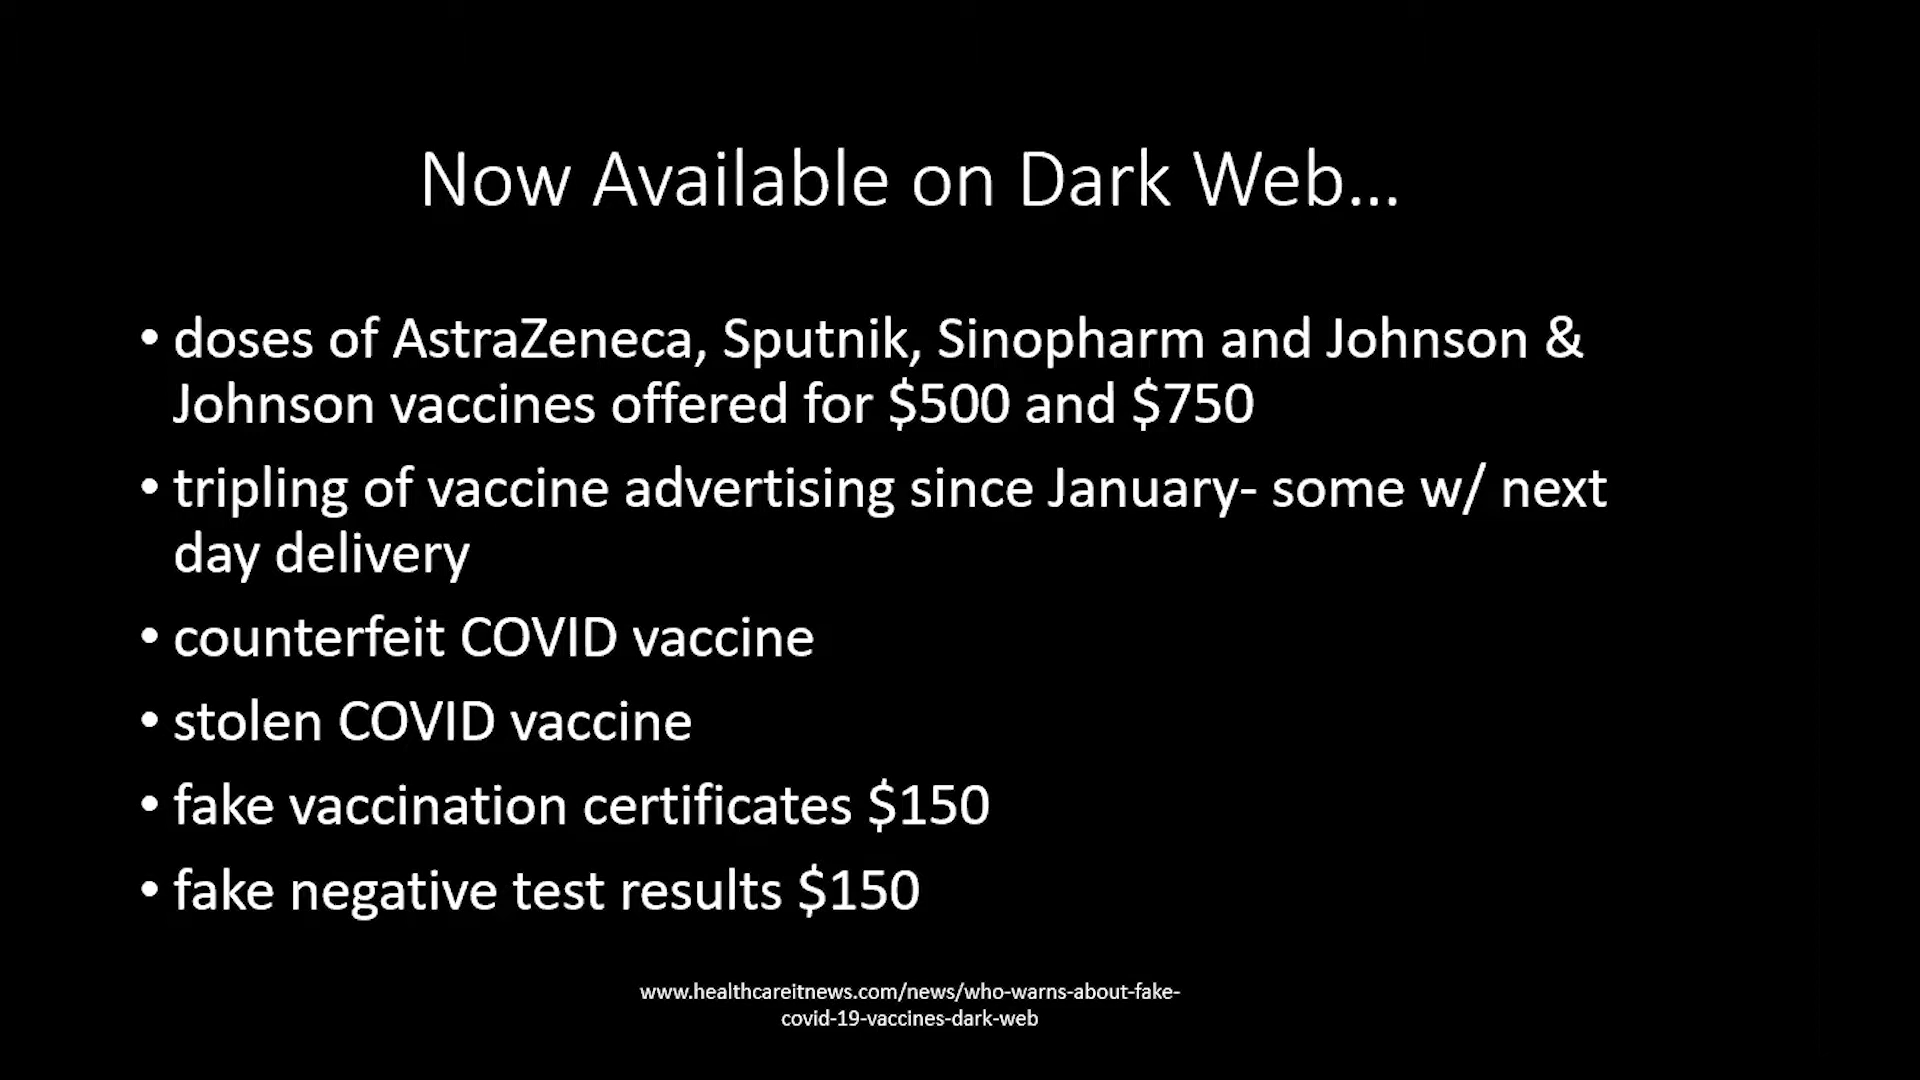 Now Available on Dark Web...
• doses of AstraZeneca, Sputnik, Sinopharm and Johnson &
Johnson vaccines offered for $500 and $750
• tripling of vaccine advertising since January- some w/ next
day delivery
• counterfeit COVID vaccine
• stolen COVID vaccine
• fake vaccination certificates $150
• fake negative test results $150
www.healthcareitnews.com/news/who-warns-about-fake-
covid-19-vaccines-dark-web